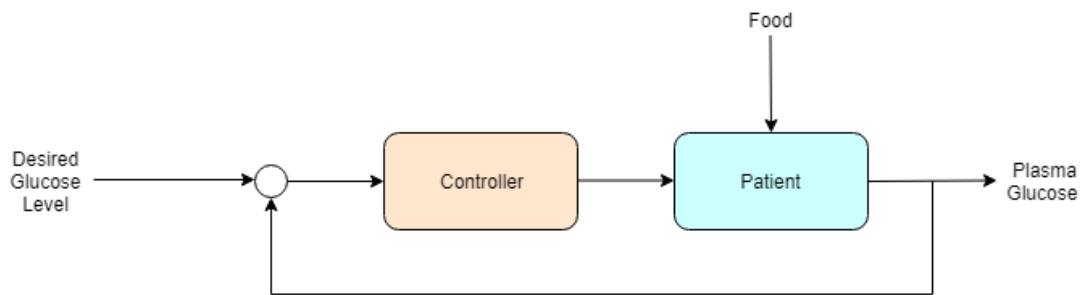 Food
Desired
Glucose
Level
Controller
Patient
Plasma
Glucose